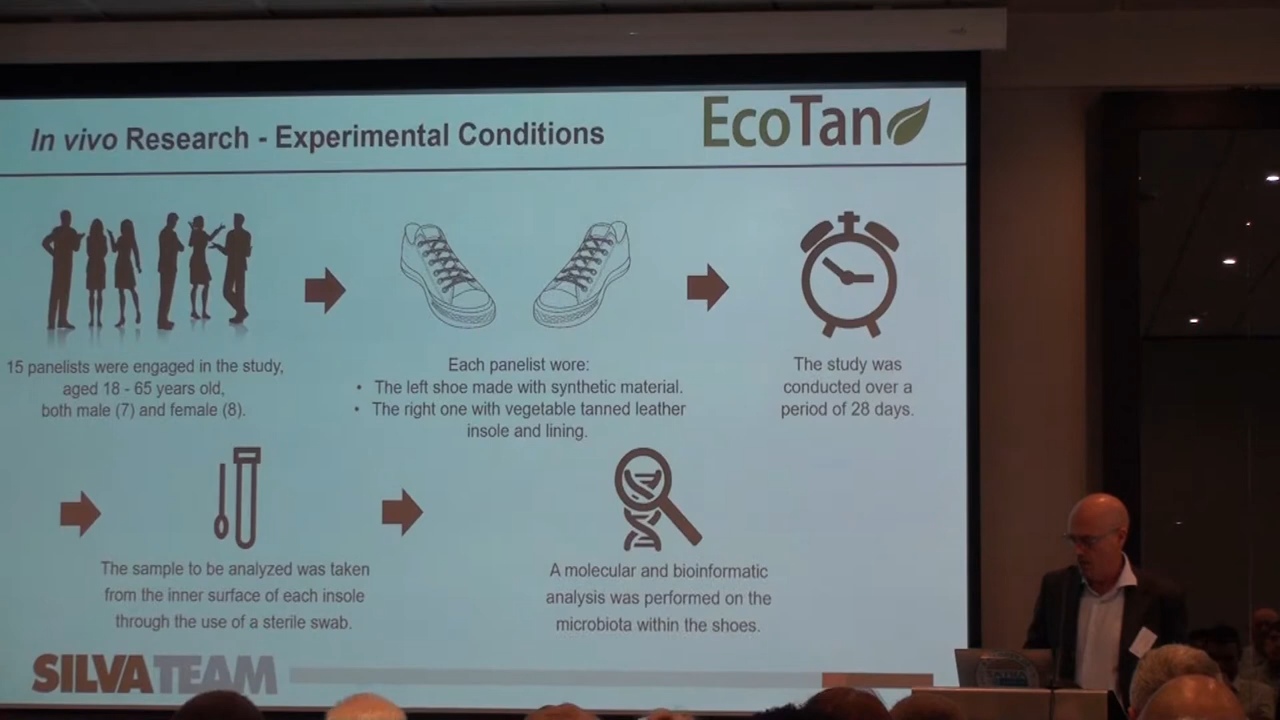 In vivo Research - Experimental Conditions
EcoTan
15 panelists were engaged in the study,
aged 18 - 65 years old,
both male (7) and female (8).
Each panelist wore:
• The left shoe made with synthetic material.
• The right one with vegetable tanned leather
insole and lining.
The study was
conducted over a
period of 28 days.
The sample to be analyzed was taken
from the inner surface of each insole
through the use of a sterile swab.
A molecular and bioinformatic
analysis was performed on the
microbiota within the shoes.
SILVATEAM